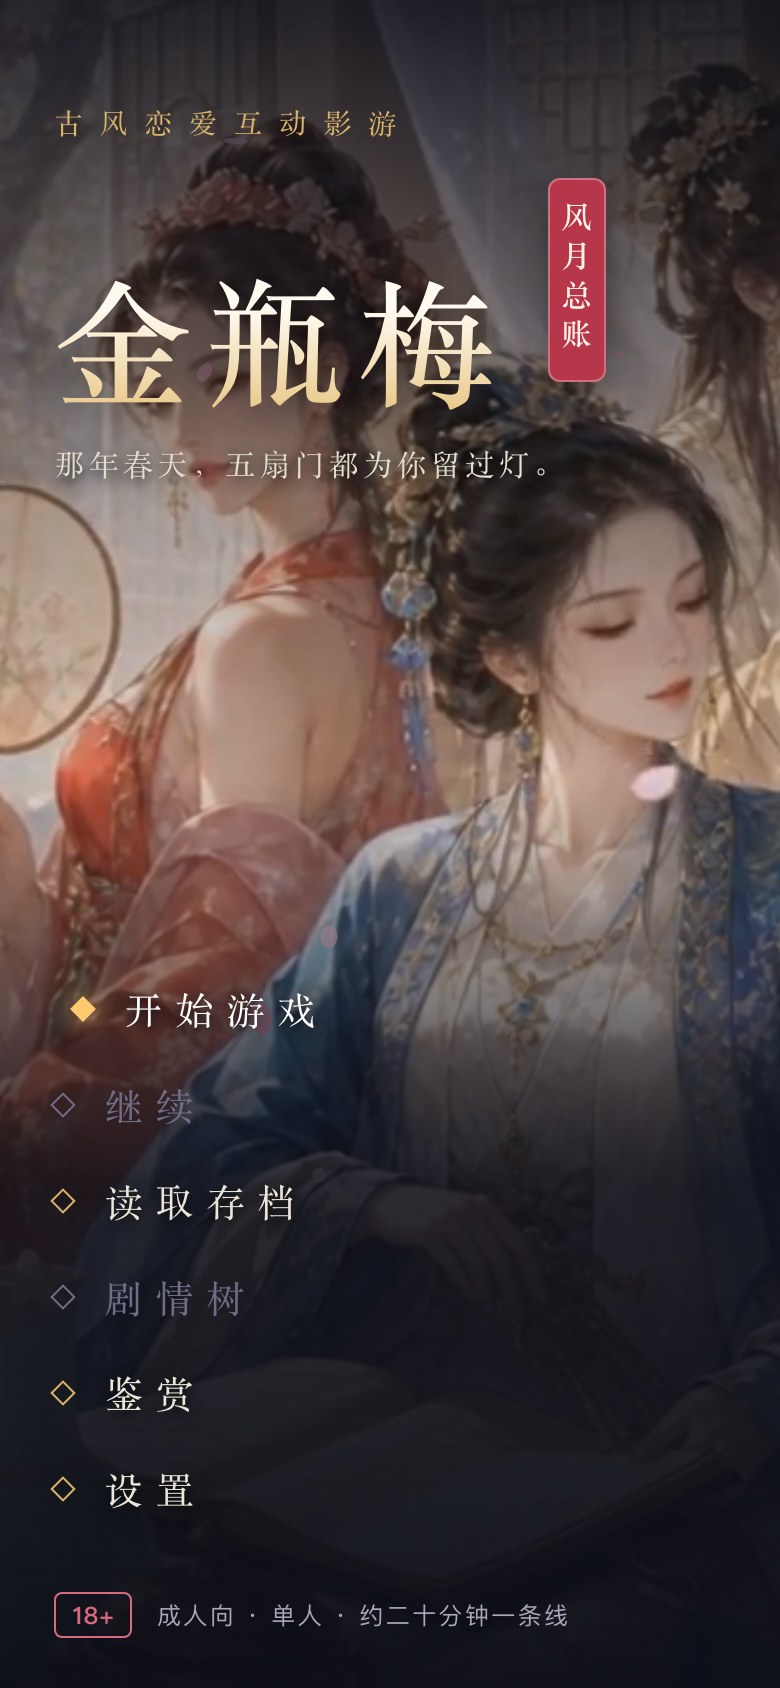 古风恋爱互动影游
风月总账
金瓶梅
那年春天，五扇门都为你留过灯。
开始游戏
继续
读取存档
剧情树
鉴赏
设置
18+ 成人向 · 单人 · 约二十分钟一条线